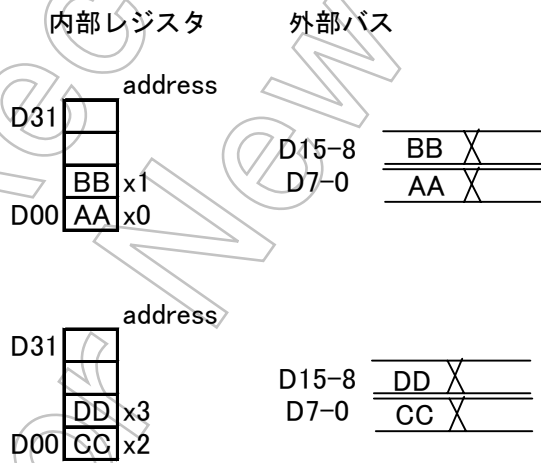 内部レジスタ 外部バス
address
D31
D15-8 BB
BB x1
D7-0 AA
D00 AA x0
address
D31
D15-8 DD
DD x3
D7-0 CC
D00 CC x2